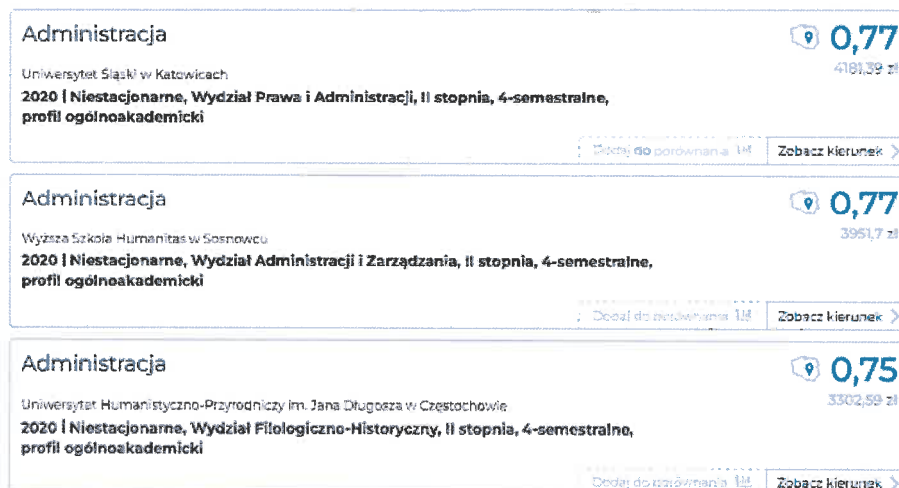 Administracja
0,77
Uniwersytet Śląski w Katowicach
4181,39 zł
2020 | Niestacjonarne, Wydział Prawa i Administracji, II stopnia, 4-semestralne,
profil ogólnoakademicki
Dodaj do porównania
Zobacz kierunek
Administracja
0,77
Wyższa Szkoła Humanitas w Sosnowcu
3951,7 zł
2020 | Niestacjonarne, Wydział Administracji i Zarządzania, II stopnia, 4-semestralne,
profil ogólnoakademicki
Dodaj do porównania
Zobacz kierunek
Administracja
0,75
Uniwersytet Humanistyczno-Przyrodniczy im. Jana Długosza w Częstochowie
3302,59 zł
2020 | Niestacjonarne, Wydział Filologiczno-Historyczny, II stopnia, 4-semestralne,
profil ogólnoakademicki
Dodaj do porównania
Zobacz kierunek